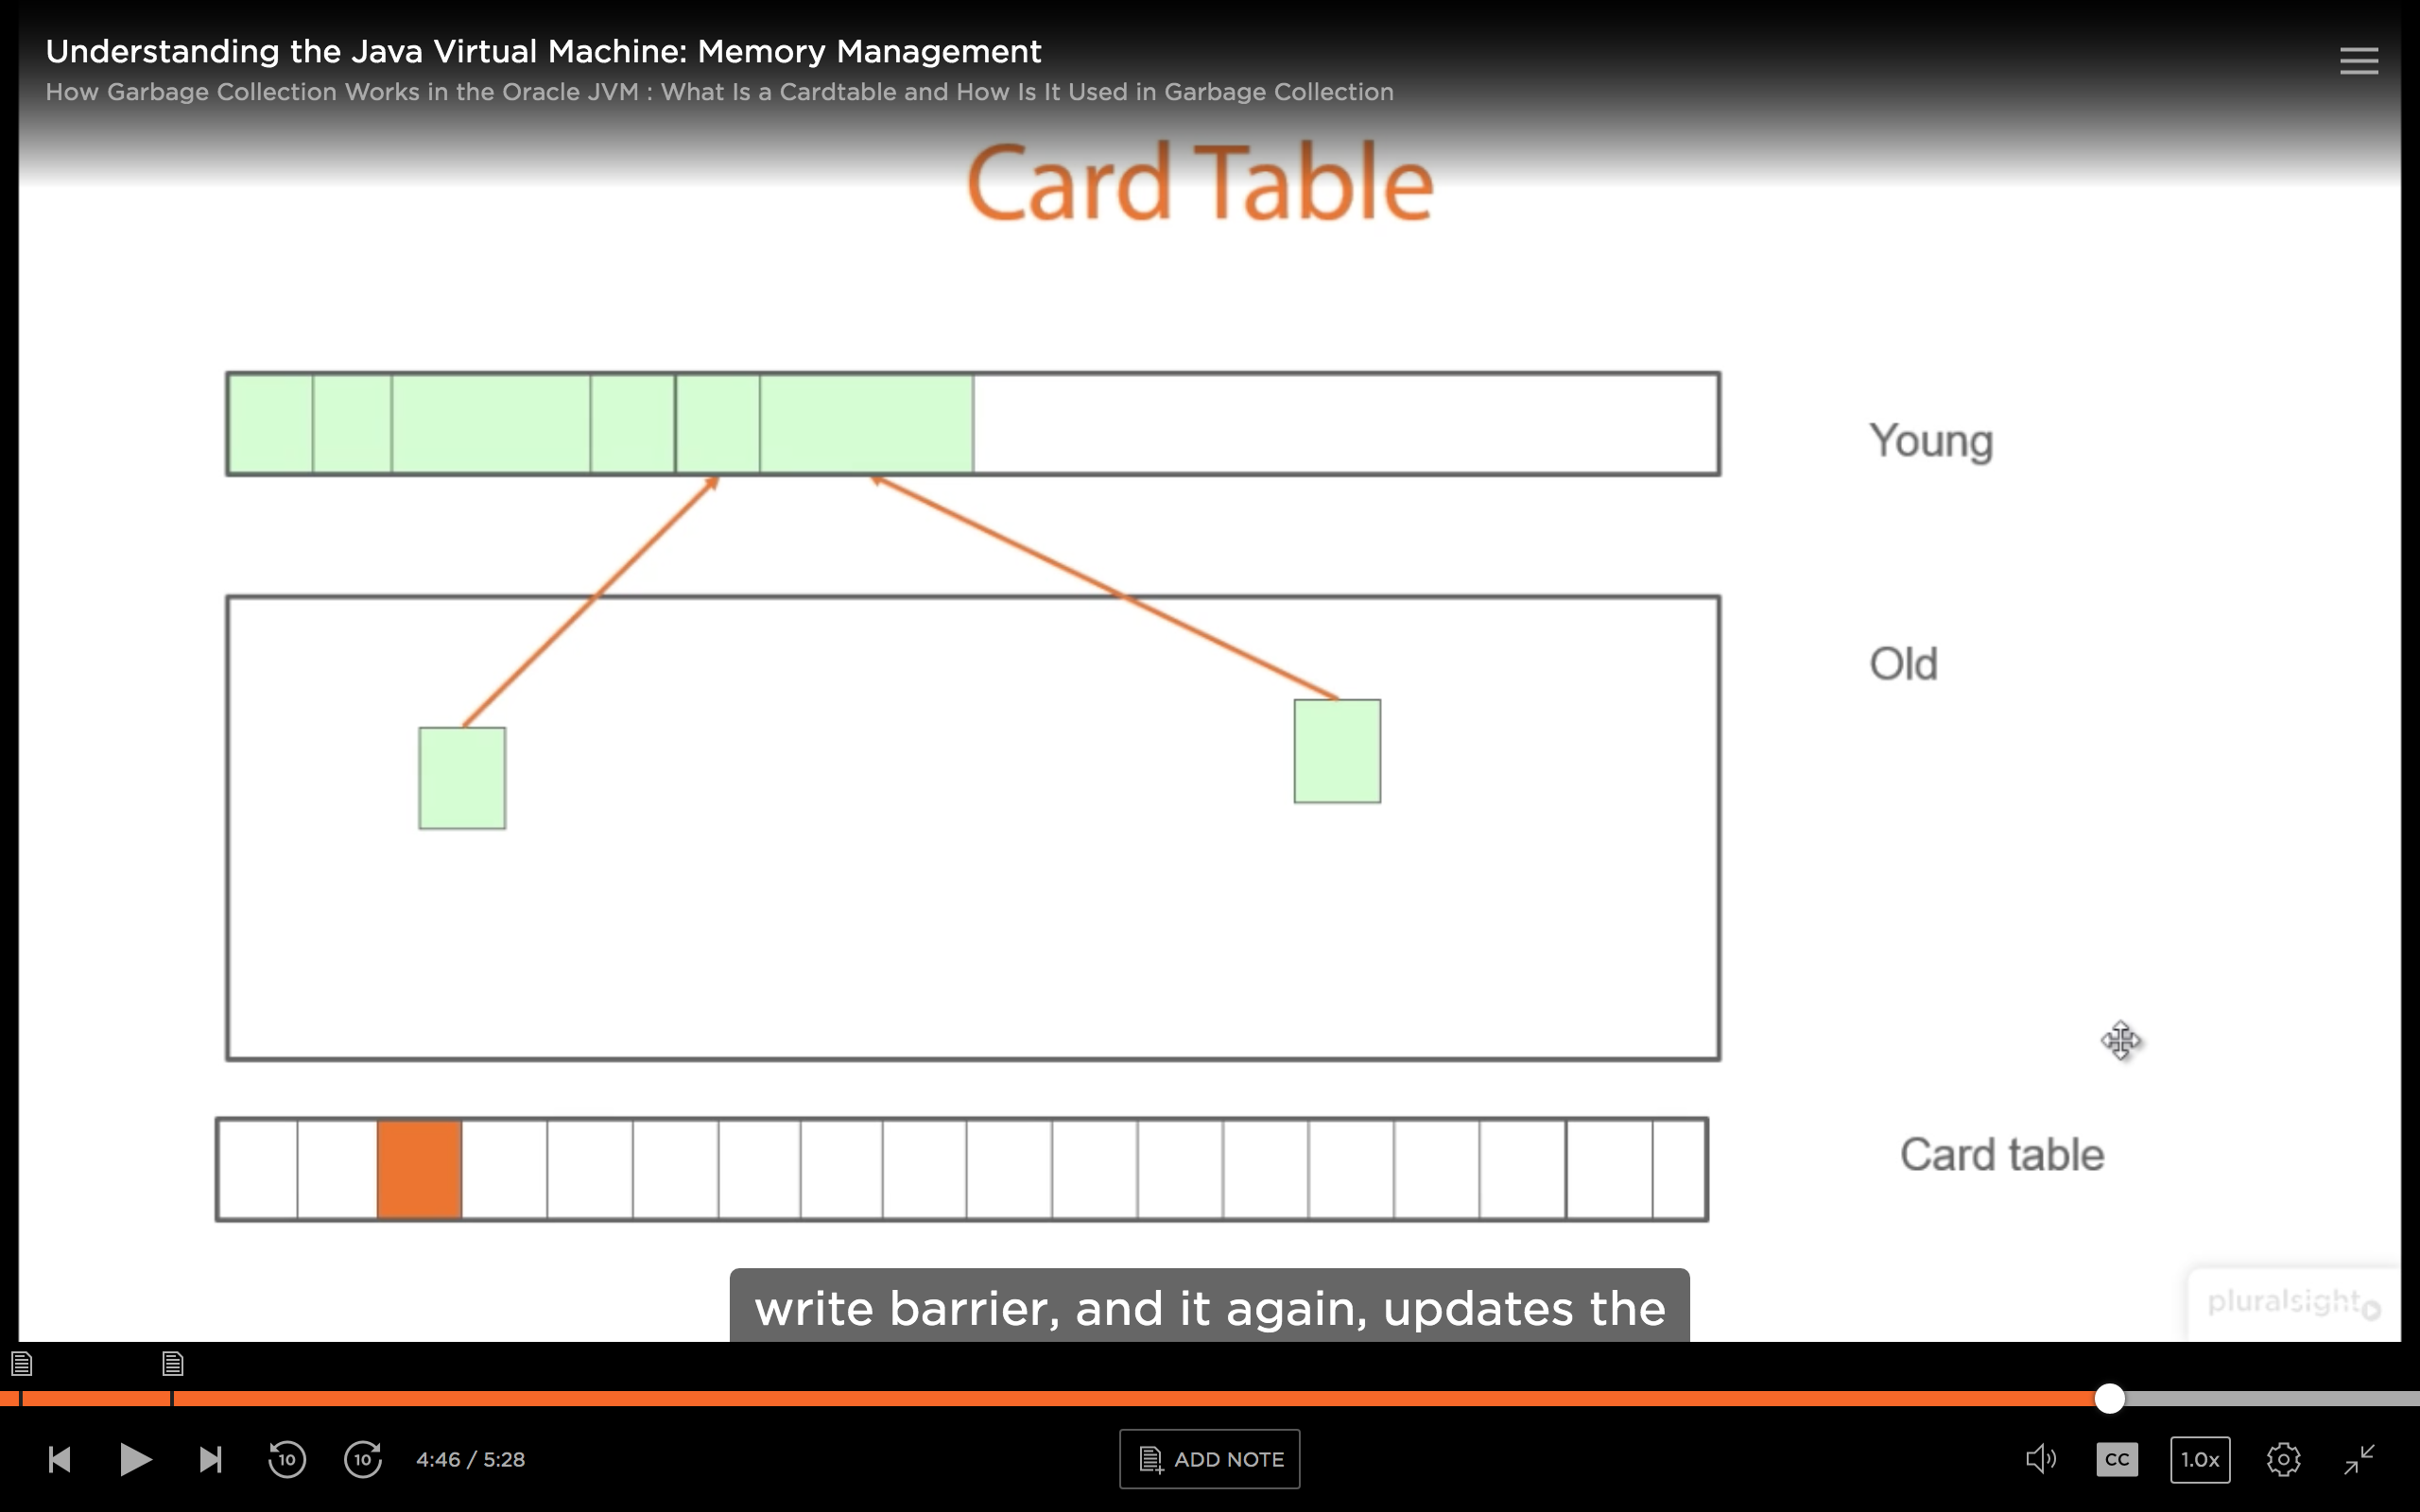 Understanding the Java Virtual Machine: Memory Management
How Garbage Collection Works in the Oracle JVM : What Is a Cardtable and How Is It Used in Garbage Collection
Card Table
Young
Old
Card table
write barrier, and it again, updates the
pluralsight
10
10
4:46 / 5:28
ADD NOTE
CC
1.0x